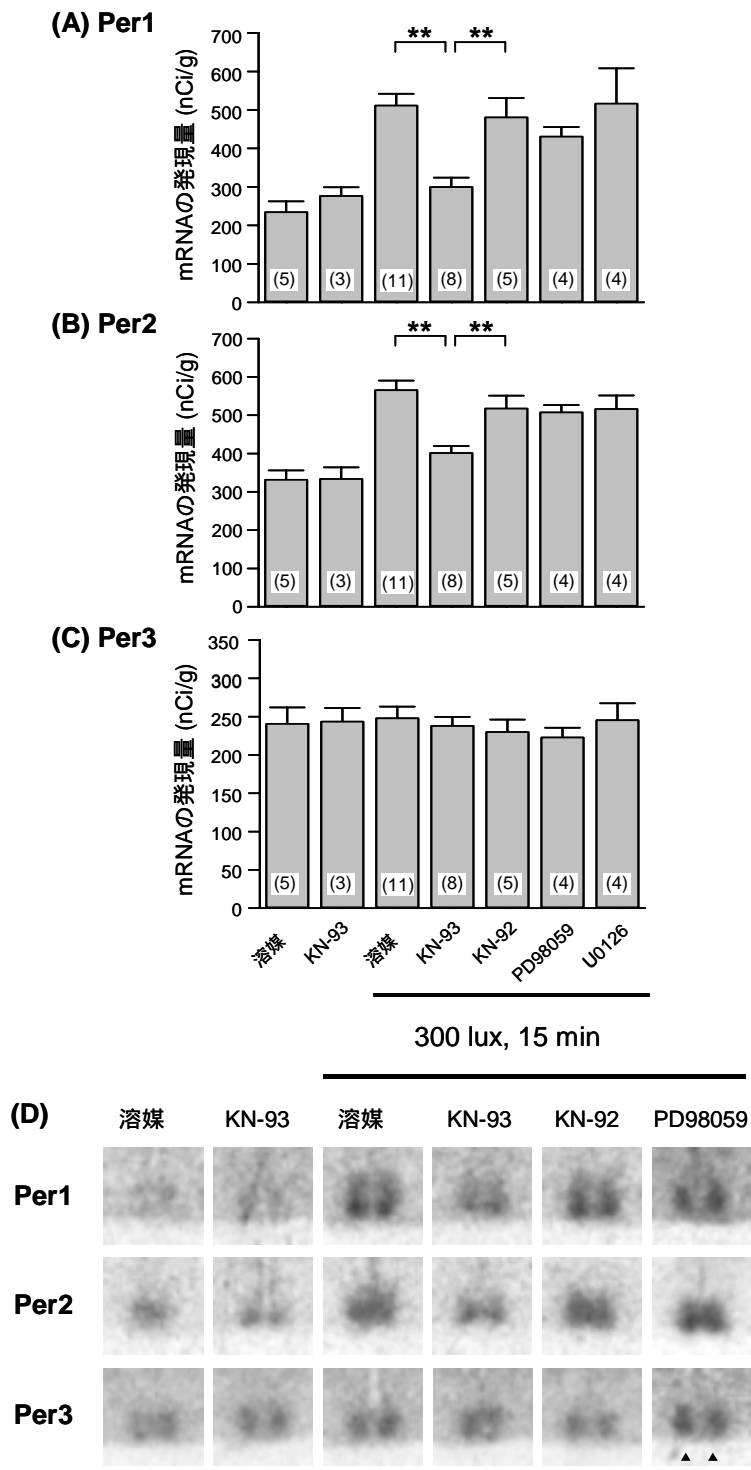 (A) Per1
mRNAの発現量 (nCi/g)
700
600
500
400
300
200
100
0
** **
(5) (3) (11) (8) (5) (4) (4)
(B) Per2
mRNAの発現量 (nCi/g)
700
600
500
400
300
200
100
0
** **
(5) (3) (11) (8) (5) (4) (4)
(C) Per3
mRNAの発現量 (nCi/g)
350
300
250
200
150
100
50
0
(5) (3) (11) (8) (5) (4) (4)
溶媒 KN-93 溶媒 KN-93 KN-92 PD98059 U0126
300 lux, 15 min
(D)
溶媒 KN-93 溶媒 KN-93 KN-92 PD98059
Per1
Per2
Per3